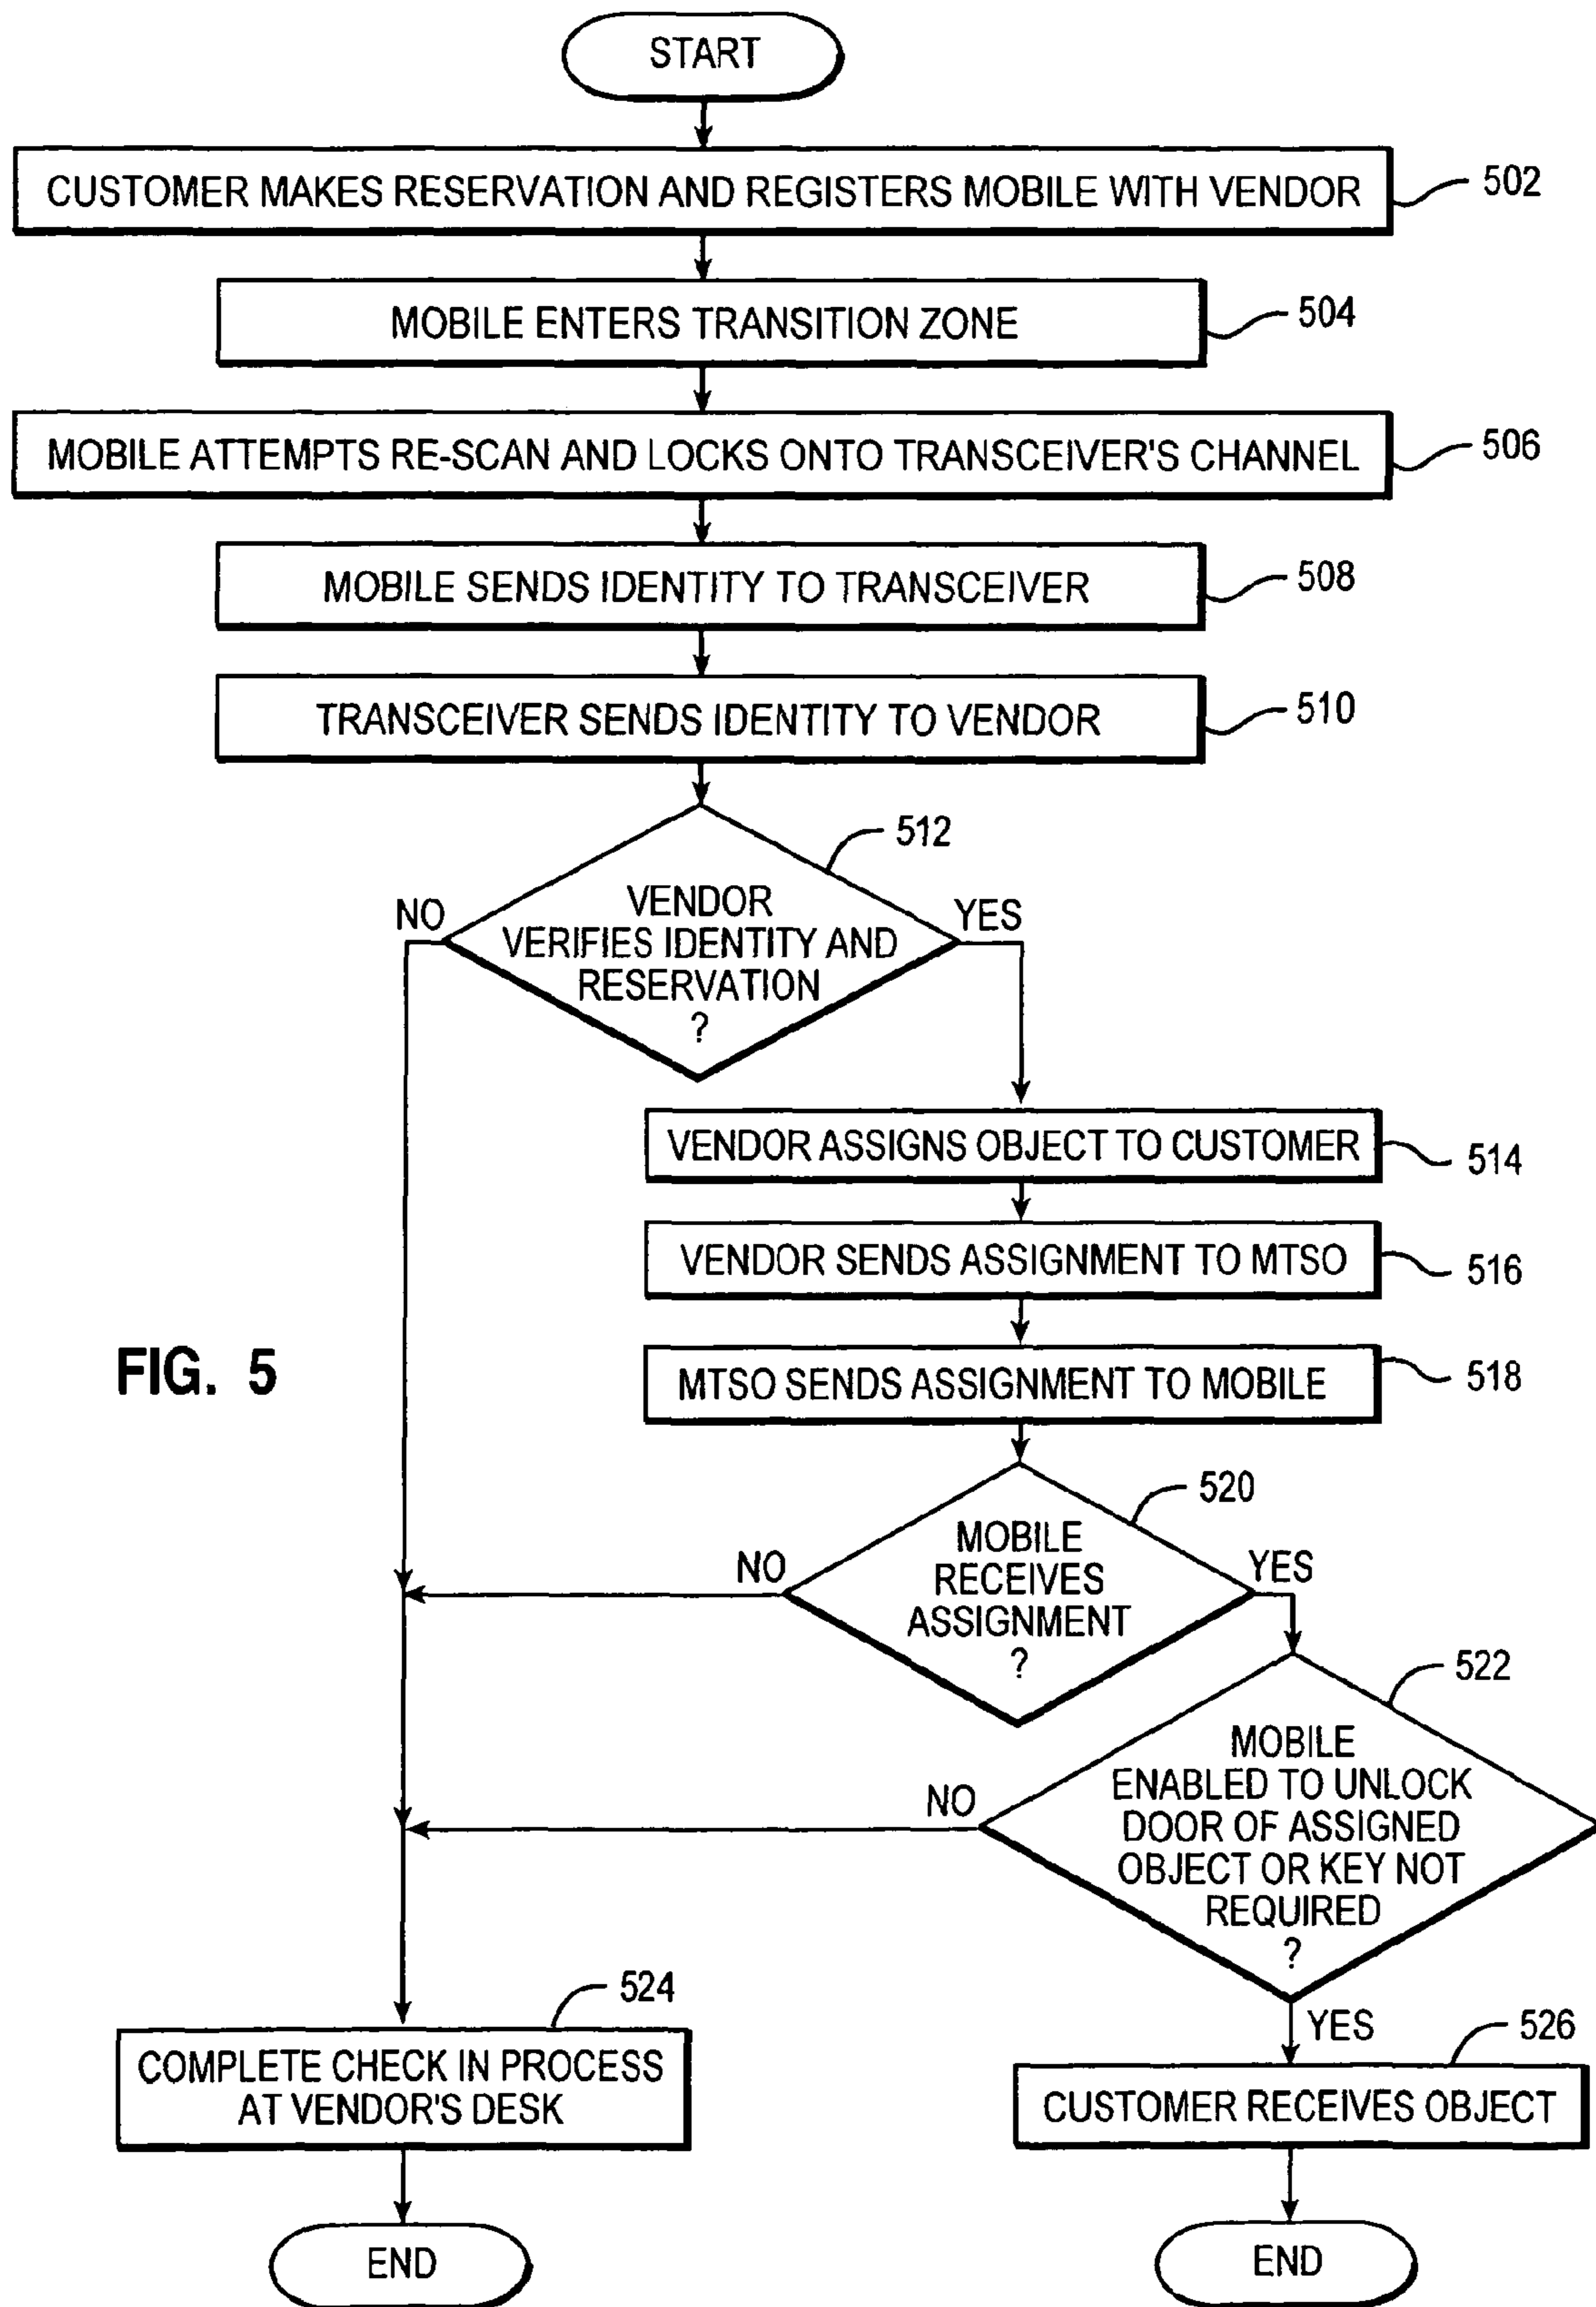 START
CUSTOMER MAKES RESERVATION AND REGISTERS MOBILE WITH VENDOR
502
MOBILE ENTERS TRANSITION ZONE
504
MOBILE ATTEMPTS RE-SCAN AND LOCKS ONTO TRANSCEIVER'S CHANNEL
506
MOBILE SENDS IDENTITY TO TRANSCEIVER
508
TRANSCEIVER SENDS IDENTITY TO VENDOR
510
512
NO
VENDOR
VERIFIES IDENTITY AND
RESERVATION
?
YES
VENDOR ASSIGNS OBJECT TO CUSTOMER
514
VENDOR SENDS ASSIGNMENT TO MTSO
516
FIG. 5
MTSO SENDS ASSIGNMENT TO MOBILE
518
520
NO
MOBILE
RECEIVES
ASSIGNMENT
?
YES
522
NO
MOBILE
ENABLED TO UNLOCK
DOOR OF ASSIGNED
OBJECT OR KEY NOT
REQUIRED
?
YES
524
COMPLETE CHECK IN PROCESS
AT VENDOR'S DESK
526
CUSTOMER RECEIVES OBJECT
END
END